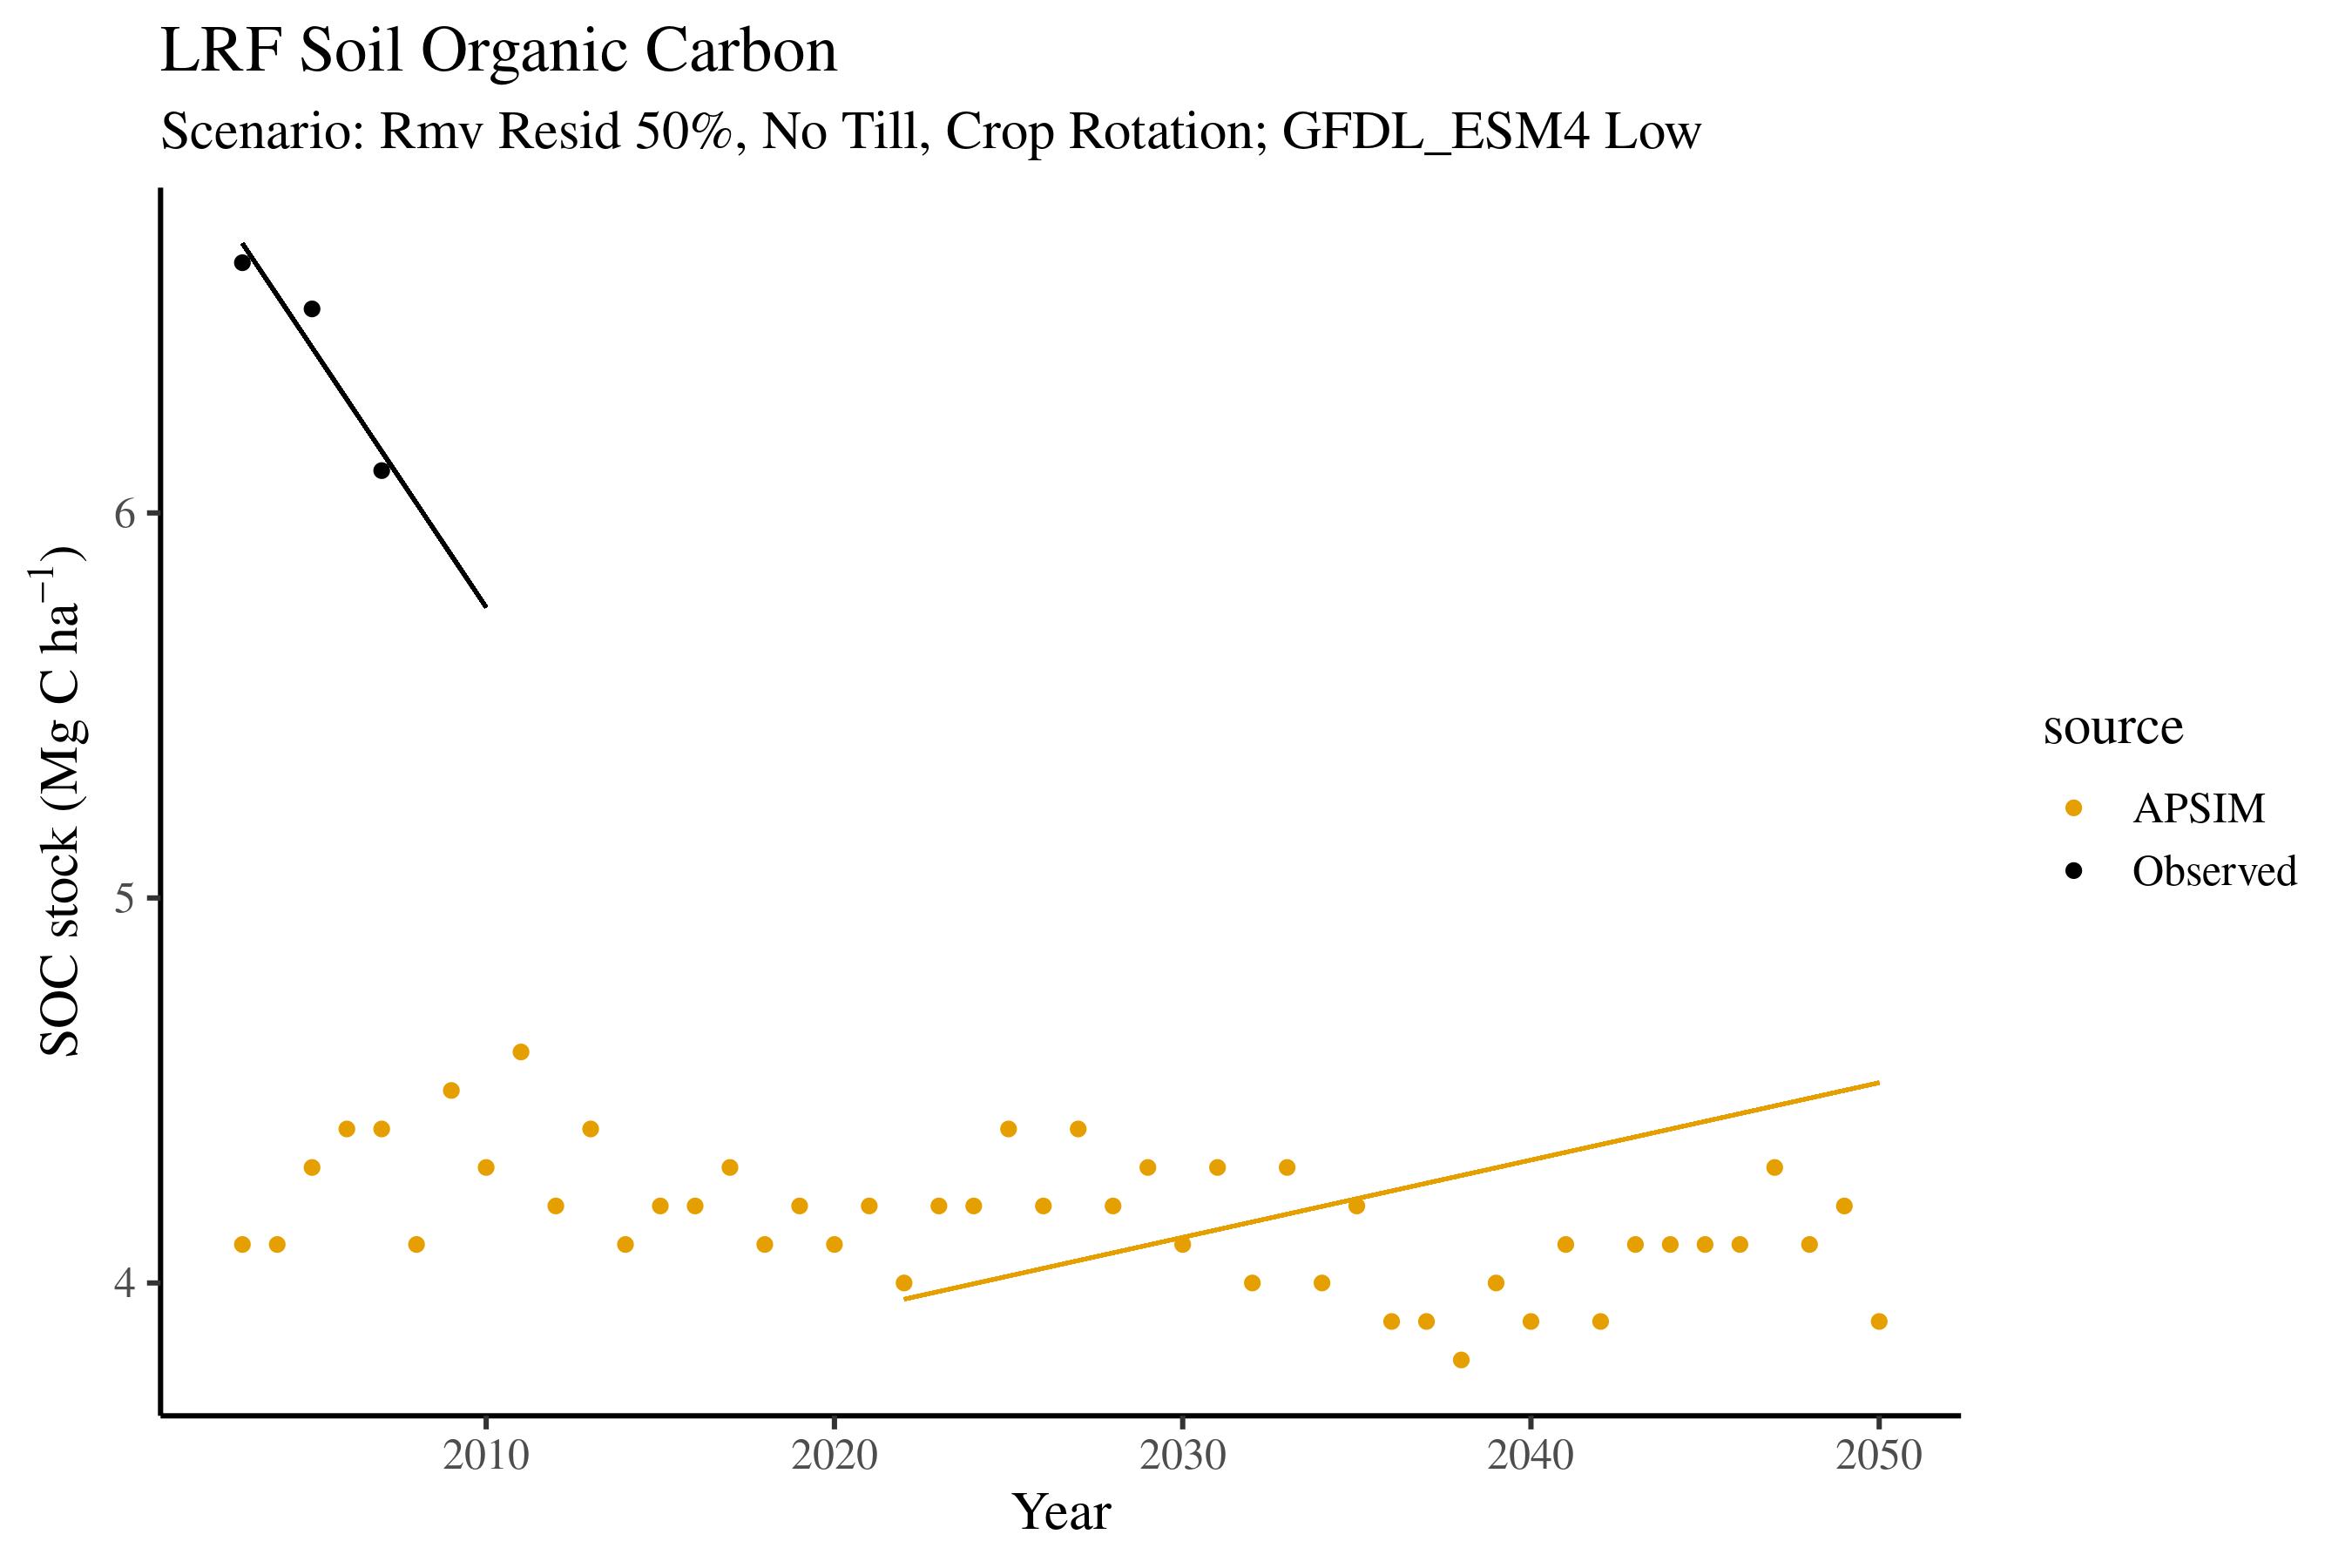 LRF Soil Organic Carbon
Scenario: Rmv Resid 50%, No Till, Crop Rotation; GFDL_ESM4 Low
SOC stock (Mg C ha⁻¹)
6
5
4
2010
2020
2030
2040
2050
Year
source
APSIM
Observed